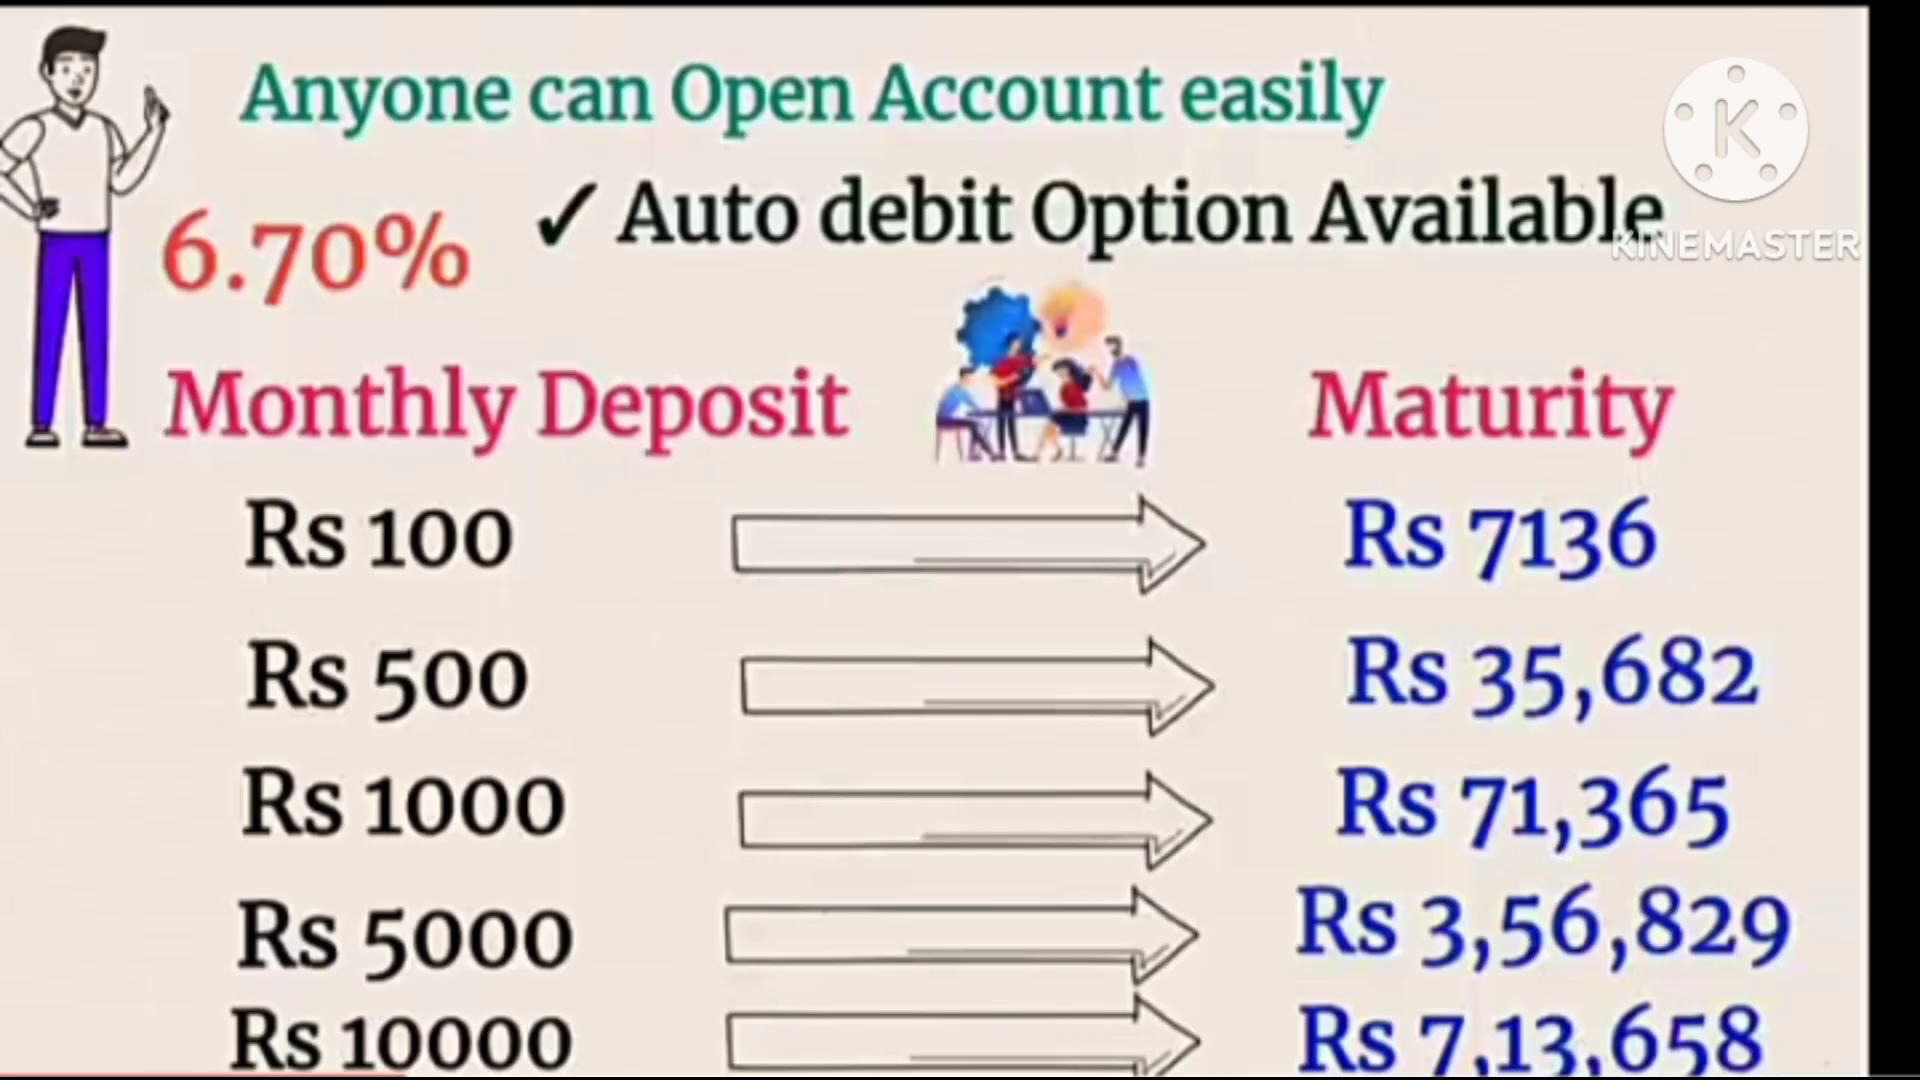 Anyone can Open Account easily
K
KINEMASTER
6.70% ✓ Auto debit Option Available
Monthly Deposit Maturity
Rs 100 Rs 7136
Rs 500 Rs 35,682
Rs 1000 Rs 71,365
Rs 5000 Rs 3,56,829
Rs 10000 Rs 7,13,658